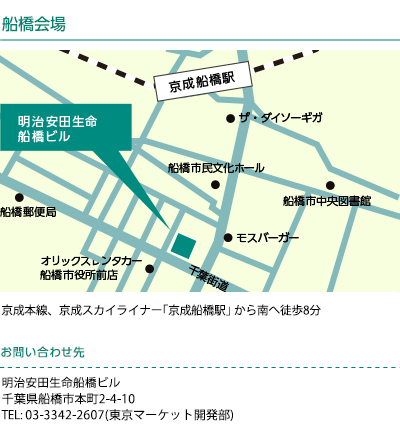 船橋会場
京成船橋駅
ザ・ダイソーギガ
明治安田生命
船橋ビル
船橋市民文化ホール
船橋市中央図書館
船橋郵便局
モスバーガー
オリックスレンタカー
船橋市役所前店
千葉街道
京成本線、京成スカイライナー「京成船橋駅」から南へ徒歩8分
お問い合わせ先
明治安田生命船橋ビル
千葉県船橋市本町2-4-10
TEL: 03-3342-2607(東京マーケット開発部)